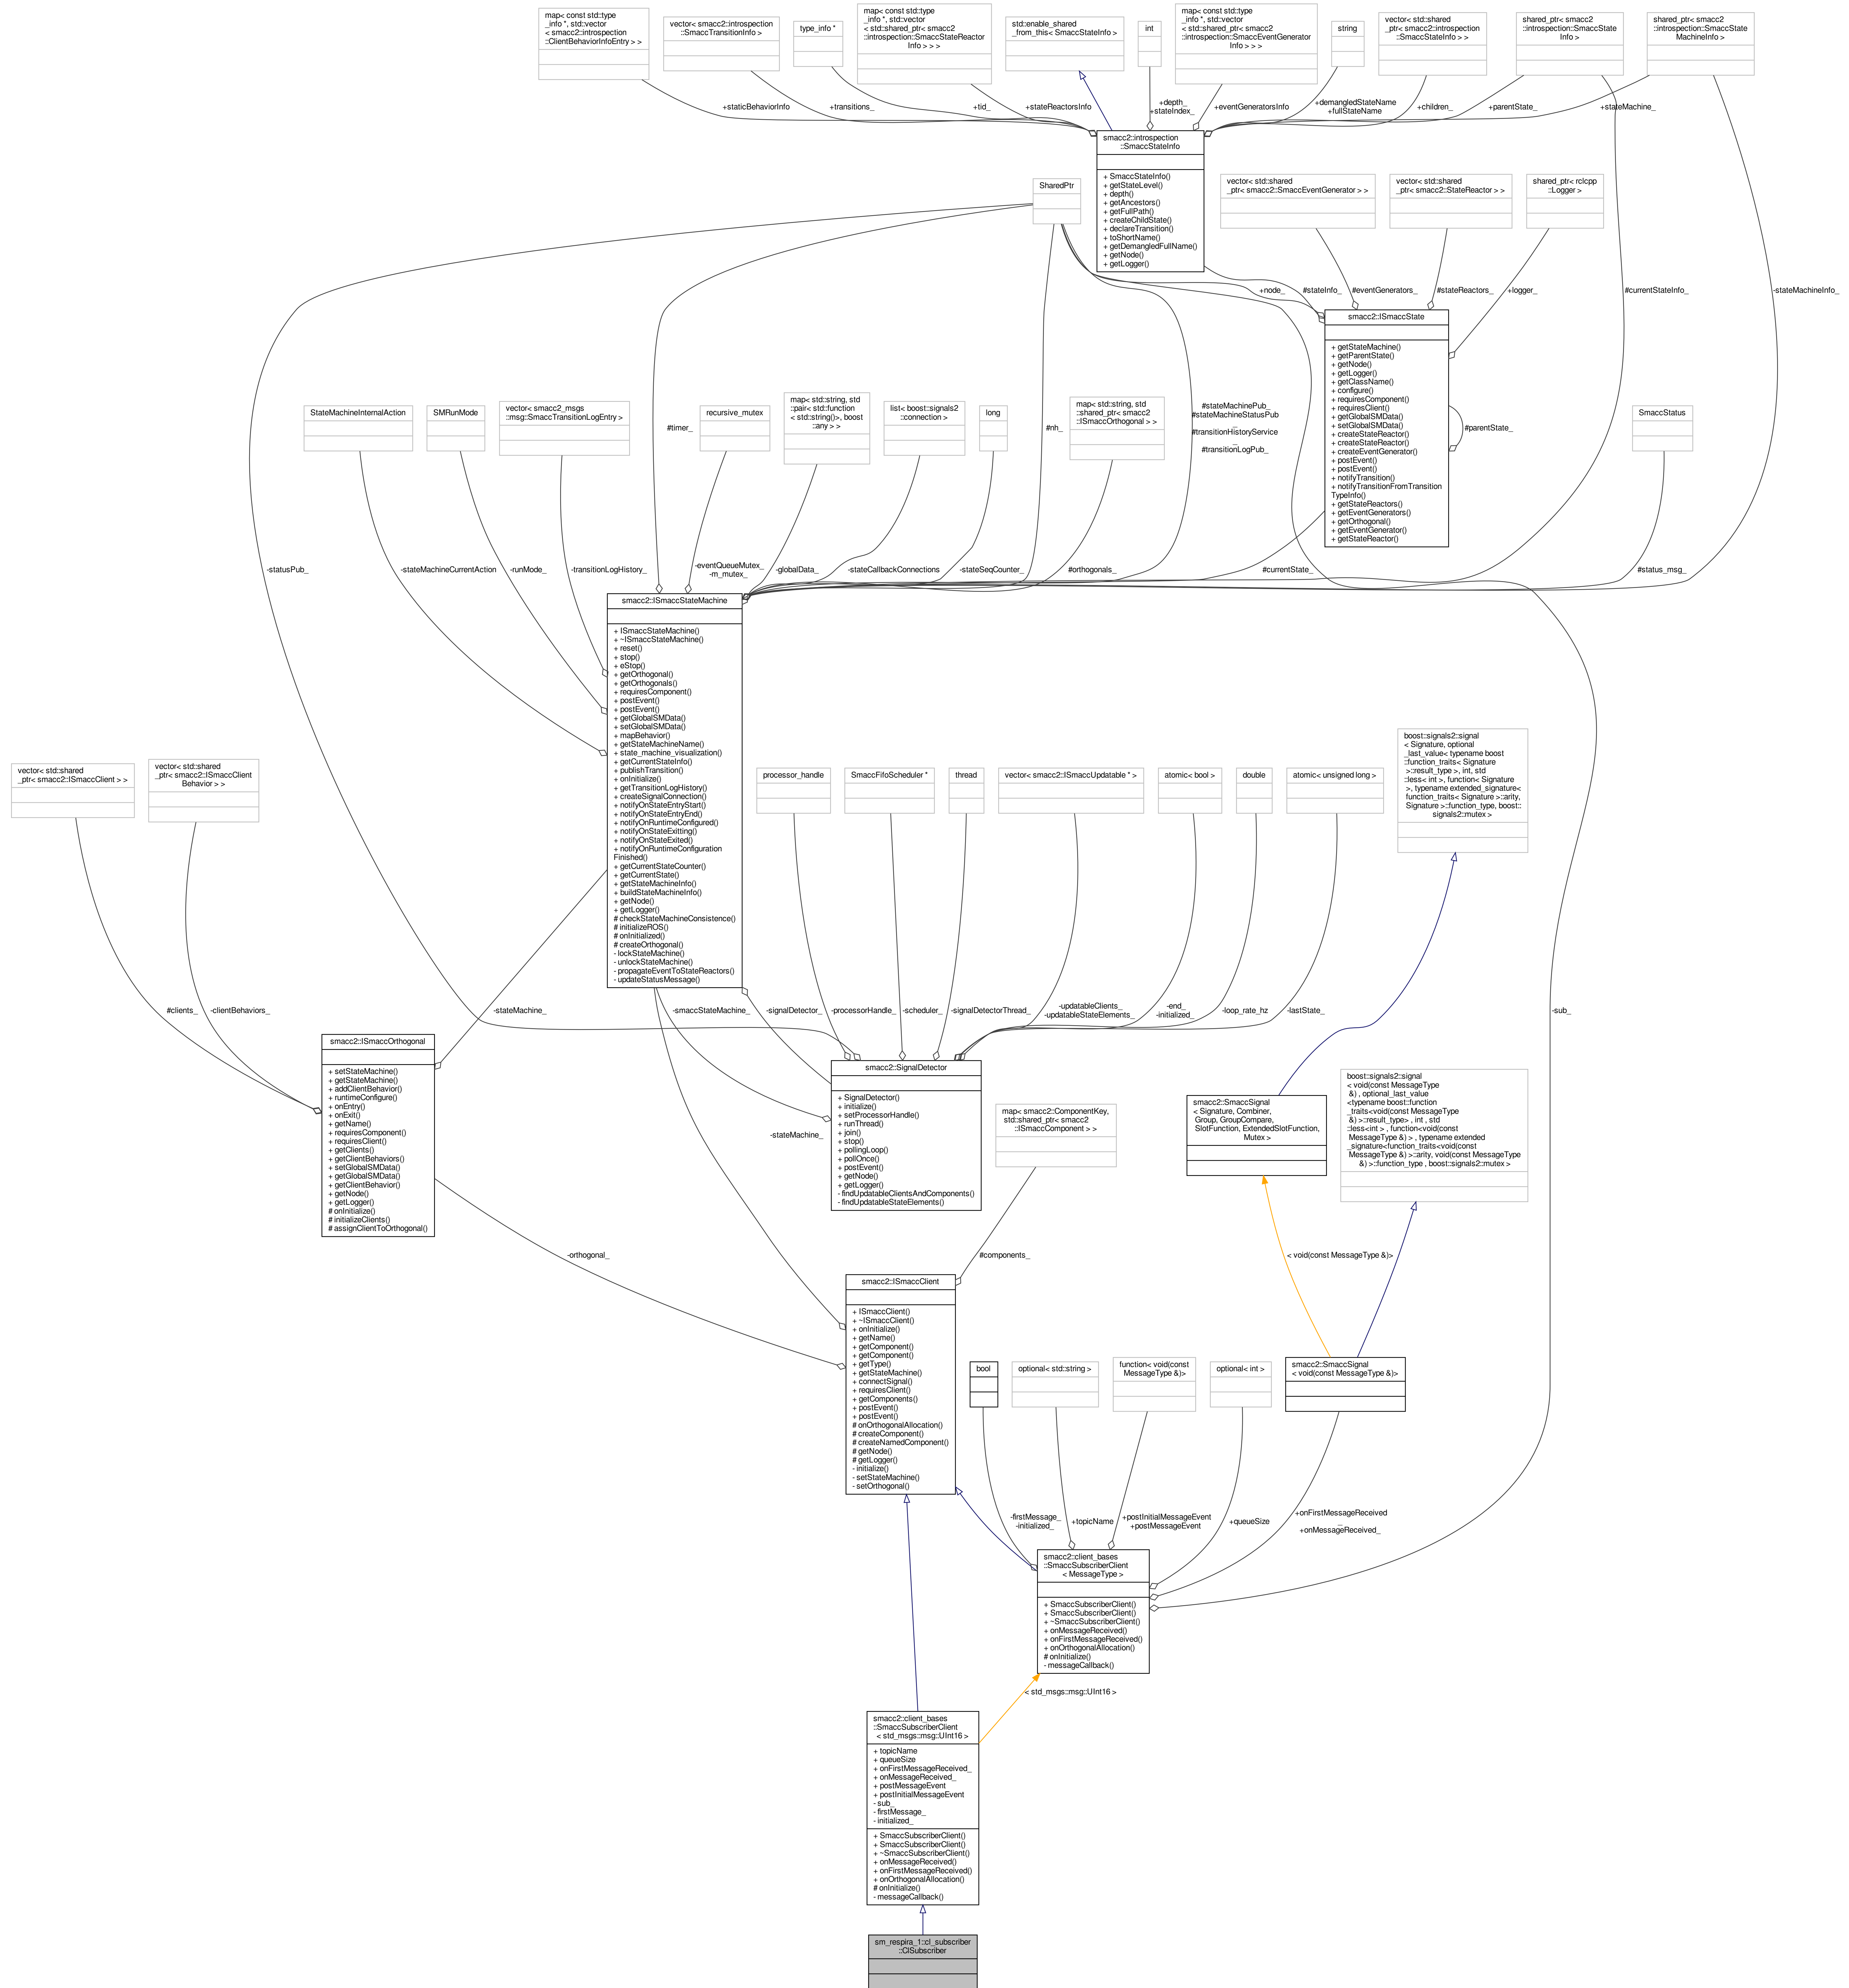 map< const std::type
_info *, std::vector
< smacc2::introspection
::ClientBehaviorInfoEntry > >
vector< smacc2::introspection
::SmaccTransitionInfo >
type_info *
map< const std::type
_info *, std::vector
< std::shared_ptr< smacc2
::introspection::SmaccStateReactor
Info > > >
std::enable_shared
_from_this< SmaccStateInfo >
int
map< const std::type
_info *, std::vector
< std::shared_ptr< smacc2
::introspection::SmaccEventGenerator
Info > > >
string
vector< std::shared
_ptr< smacc2::introspection
::SmaccStateInfo > >
shared_ptr< smacc2
::introspection::SmaccState
Info >
shared_ptr< smacc2
::introspection::SmaccState
MachineInfo >
+staticBehaviorInfo
+transitions_
+tid_
+stateReactorsInfo
+depth_
+stateIndex_
+eventGeneratorsInfo
+demangledStateName
+fullStateName
+children_
+parentState_
+stateMachine_
smacc2::introspection
::SmaccStateInfo
+ SmaccStateInfo()
+ getStateLevel()
+ depth()
+ getAncestors()
+ getFullPath()
+ createChildState()
+ declareTransition()
+ toShortName()
+ getDemangledFullName()
+ getNode()
+ getLogger()
SharedPtr
vector< std::shared
_ptr< smacc2::SmaccEventGenerator > >
vector< std::shared
_ptr< smacc2::StateReactor > >
shared_ptr< rclcpp
::Logger >
+node_
#stateInfo_
#eventGenerators_
#stateReactors_
+logger_
#currentStateInfo_
-stateMachineInfo_
smacc2::ISmaccState
+ getStateMachine()
+ getParentState()
+ getNode()
+ getLogger()
+ getClassName()
+ configure()
+ requiresComponent()
+ requiresClient()
+ getGlobalSMData()
+ setGlobalSMData()
+ createStateReactor()
+ createStateReactor()
+ createEventGenerator()
+ postEvent()
+ postEvent()
+ notifyTransition()
+ notifyTransitionFromTransition
TypeInfo()
+ getStateReactors()
+ getEventGenerators()
+ getOrthogonal()
+ getEventGenerator()
+ getStateReactor()
#parentState_
StateMachineInternalAction
SMRunMode
vector< smacc2_msgs
::msg::SmaccTransitionLogEntry >
#timer_
recursive_mutex
map< std::string, std
::pair< std::function
< std::string()>, boost
::any > >
list< boost::signals2
::connection >
long
#nh_
map< std::string, std
::shared_ptr< smacc2
::ISmaccOrthogonal > >
#stateMachinePub_
#stateMachineStatusPub
_
#transitionHistoryService
_
#transitionLogPub_
SmaccStatus
-statusPub_
-stateMachineCurrentAction
-runMode_
-transitionLogHistory_
-eventQueueMutex_
-m_mutex_
-globalData_
-stateCallbackConnections
-stateSeqCounter_
#orthogonals_
#currentState_
#status_msg_
smacc2::ISmaccStateMachine
+ ISmaccStateMachine()
+ ~ISmaccStateMachine()
+ reset()
+ stop()
+ eStop()
+ getOrthogonal()
+ getOrthogonals()
+ requiresComponent()
+ postEvent()
+ postEvent()
+ getGlobalSMData()
+ setGlobalSMData()
+ mapBehavior()
+ getStateMachineName()
+ state_machine_visualization()
+ getCurrentStateInfo()
+ publishTransition()
+ onInitialize()
+ getTransitionLogHistory()
+ createSignalConnection()
+ notifyOnStateEntryStart()
+ notifyOnStateEntryEnd()
+ notifyOnRuntimeConfigured()
+ notifyOnStateExitting()
+ notifyOnStateExited()
+ notifyOnRuntimeConfiguration
Finished()
+ getCurrentStateCounter()
+ getCurrentState()
+ getStateMachineInfo()
+ buildStateMachineInfo()
+ getNode()
+ getLogger()
# checkStateMachineConsistence()
# initializeROS()
# onInitialized()
# createOrthogonal()
- lockStateMachine()
- unlockStateMachine()
- propagateEventToStateReactors()
- updateStatusMessage()
vector< std::shared
_ptr< smacc2::ISmaccClient > >
vector< std::shared
_ptr< smacc2::ISmaccClient
Behavior > >
processor_handle
SmaccFifoScheduler *
thread
vector< smacc2::ISmaccUpdatable * >
atomic< bool >
double
atomic< unsigned long >
boost::signals2::signal
< Signature, optional
_last_value< typename boost
::function_traits< Signature
>::result_type >, int, std
::less< int >, function< Signature
>, typename extended_signature<
function_traits< Signature >::arity,
Signature >::function_type, boost::
signals2::mutex >
#clients_
-clientBehaviors_
-stateMachine_
-smaccStateMachine_
-signalDetector_
-processorHandle_
-scheduler_
-signalDetectorThread_
-updatableClients_
-updatableStateElements_
-end_
-initialized_
-loop_rate_hz
-lastState_
-sub_
smacc2::ISmaccOrthogonal
+ setStateMachine()
+ getStateMachine()
+ addClientBehavior()
+ runtimeConfigure()
+ onEntry()
+ onExit()
+ getName()
+ requiresComponent()
+ requiresClient()
+ getClients()
+ getClientBehaviors()
+ setGlobalSMData()
+ getGlobalSMData()
+ getClientBehavior()
+ getNode()
+ getLogger()
# onInitialize()
# initializeClients()
# assignClientToOrthogonal()
smacc2::SignalDetector
+ SignalDetector()
+ initialize()
+ setProcessorHandle()
+ runThread()
+ join()
+ stop()
+ pollingLoop()
+ pollOnce()
+ postEvent()
+ getNode()
+ getLogger()
- findUpdatableClientsAndComponents()
- findUpdatableStateElements()
-stateMachine_
map< smacc2::ComponentKey,
std::shared_ptr< smacc2
::ISmaccComponent > >
smacc2::SmaccSignal
< Signature, Combiner,
Group, GroupCompare,
SlotFunction, ExtendedSlotFunction,
Mutex >
boost::signals2::signal
< void(const MessageType
&) , optional_last_value
<typename boost::function
_traits<void(const MessageType
&) >::result_type> , int , std
::less<int > , function<void(const
MessageType &) > , typename extended
_signature<function_traits<void(const
MessageType &) >::arity, void(const MessageType
&) >::function_type , boost::signals2::mutex >
-orthogonal_
#components_
< void(const MessageType &)>
smacc2::ISmaccClient
+ ISmaccClient()
+ ~ISmaccClient()
+ onInitialize()
+ getName()
+ getComponent()
+ getComponent()
+ getType()
+ getStateMachine()
+ connectSignal()
+ requiresClient()
+ getComponents()
+ postEvent()
+ postEvent()
# onOrthogonalAllocation()
# createComponent()
# createNamedComponent()
# getNode()
# getLogger()
- initialize()
- setStateMachine()
- setOrthogonal()
bool
optional< std::string >
function< void(const
MessageType &)>
optional< int >
smacc2::SmaccSignal
< void(const MessageType &)>
-firstMessage_
-initialized_
+topicName
+postInitialMessageEvent
+postMessageEvent
+queueSize
+onFirstMessageReceived
_
+onMessageReceived_
smacc2::client_bases
::SmaccSubscriberClient
< MessageType >
+ SmaccSubscriberClient()
+ SmaccSubscriberClient()
+ ~SmaccSubscriberClient()
+ onMessageReceived()
+ onFirstMessageReceived()
+ onOrthogonalAllocation()
# onInitialize()
- messageCallback()
< std_msgs::msg::UInt16 >
smacc2::client_bases
::SmaccSubscriberClient
< std_msgs::msg::UInt16 >
+ topicName
+ queueSize
+ onFirstMessageReceived_
+ onMessageReceived_
+ postMessageEvent
+ postInitialMessageEvent
- sub_
- firstMessage_
- initialized_
+ SmaccSubscriberClient()
+ SmaccSubscriberClient()
+ ~SmaccSubscriberClient()
+ onMessageReceived()
+ onFirstMessageReceived()
+ onOrthogonalAllocation()
# onInitialize()
- messageCallback()
sm_respira_1::cl_subscriber
::ClSubscriber